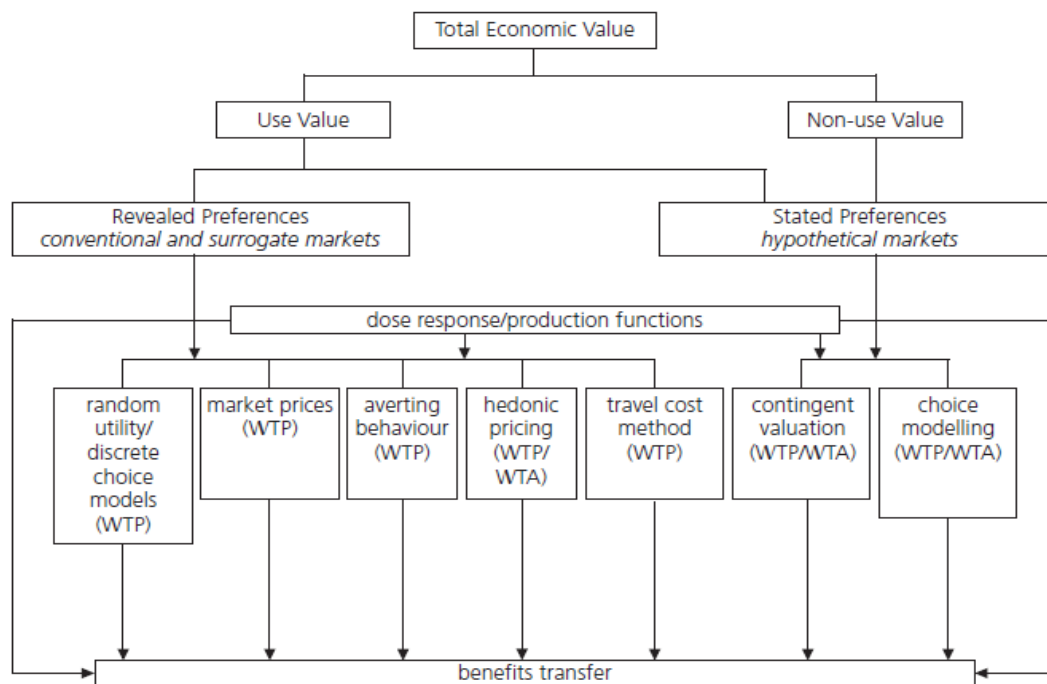 Total Economic Value
Use Value
Non-use Value
Revealed Preferences
conventional and surrogate markets
Stated Preferences
hypothetical markets
dose response/production functions
random
utility/
discrete
choice
models
(WTP)
market prices
(WTP)
averting
behaviour
(WTP)
hedonic
pricing
(WTP/
WTA)
travel cost
method
(WTP)
contingent
valuation
(WTP/WTA)
choice
modelling
(WTP/WTA)
benefits transfer